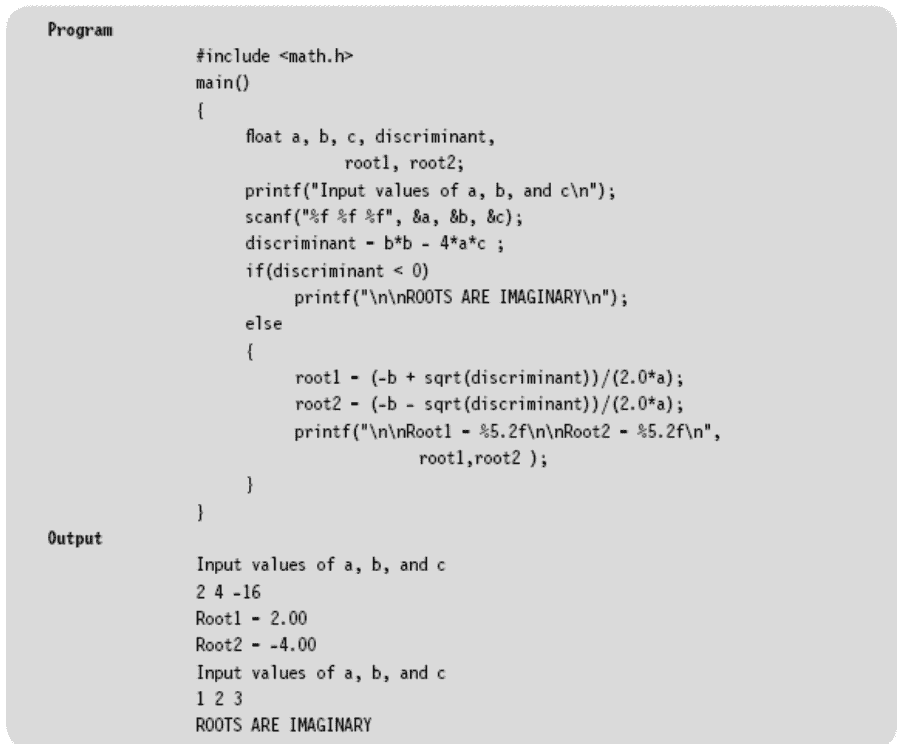 Program
#include <math.h>
main()
{
float a, b, c, discriminant,
root1, root2;
printf("Input values of a, b, and c\n");
scanf("%f %f %f", &a, &b, &c);
discriminant = b*b - 4*a*c ;
if(discriminant < 0)
printf("\n\nROOTS ARE IMAGINARY\n");
else
{
root1 = (-b + sqrt(discriminant))/(2.0*a);
root2 = (-b - sqrt(discriminant))/(2.0*a);
printf("\n\nRoot1 = %5.2f\n\nRoot2 = %5.2f\n",
root1,root2 );
}
}
Output
Input values of a, b, and c
2 4 -16
Root1 = 2.00
Root2 = -4.00
Input values of a, b, and c
1 2 3
ROOTS ARE IMAGINARY